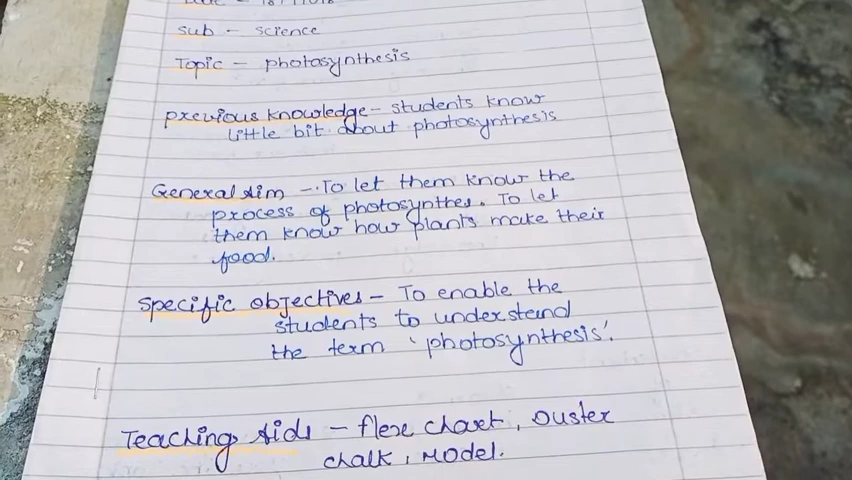 Sub - science
Topic - photosynthesis
previous knowledge - students know
little bit about photosynthesis
General Aim - . To let them know the
process of photosynthes. To let
them know how plants make their
food.
Specific objectives - To enable the
students to understand
the term 'photosynthesis'.
Teaching Aids - flexe chart, Duster
chalk, Model.